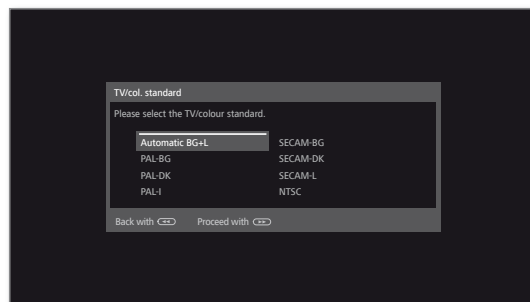 TV/col. standard
Please select the TV/colour standard.
Automatic BG+L SECAM-BG
PAL-BG SECAM-DK
PAL-DK SECAM-L
PAL-I NTSC
Back with Proceed with